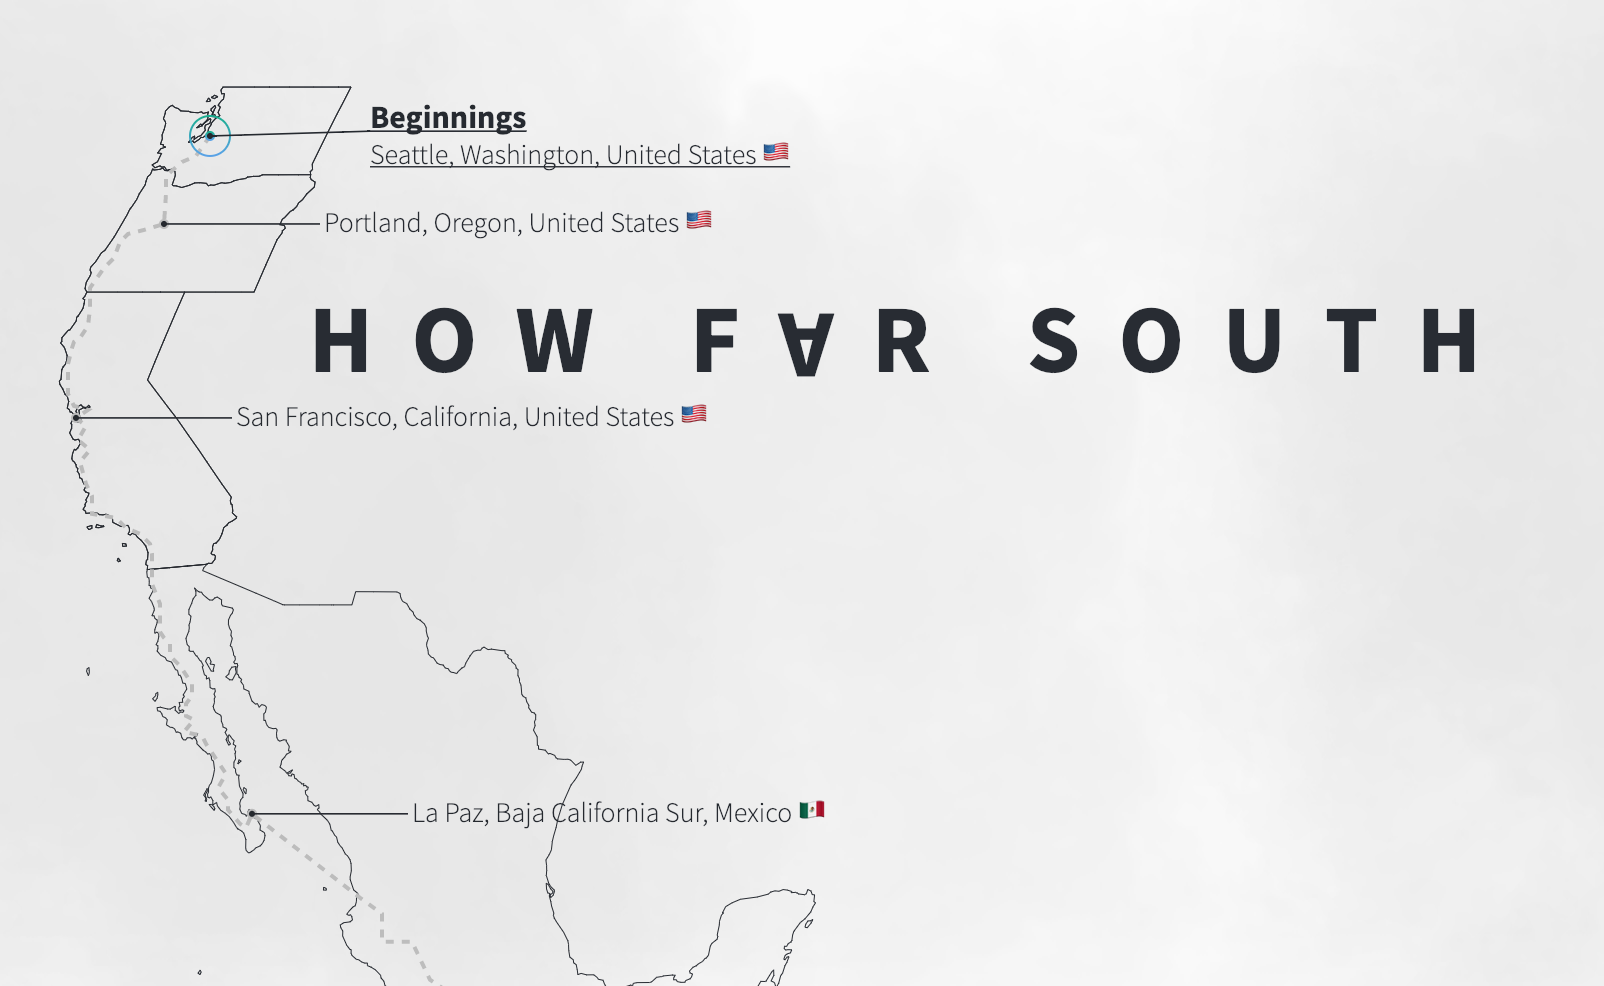 Beginnings
Seattle, Washington, United States 🇺🇸
Portland, Oregon, United States 🇺🇸
HOW F∀R SOUTH
San Francisco, California, United States 🇺🇸
La Paz, Baja California Sur, Mexico 🇲🇽